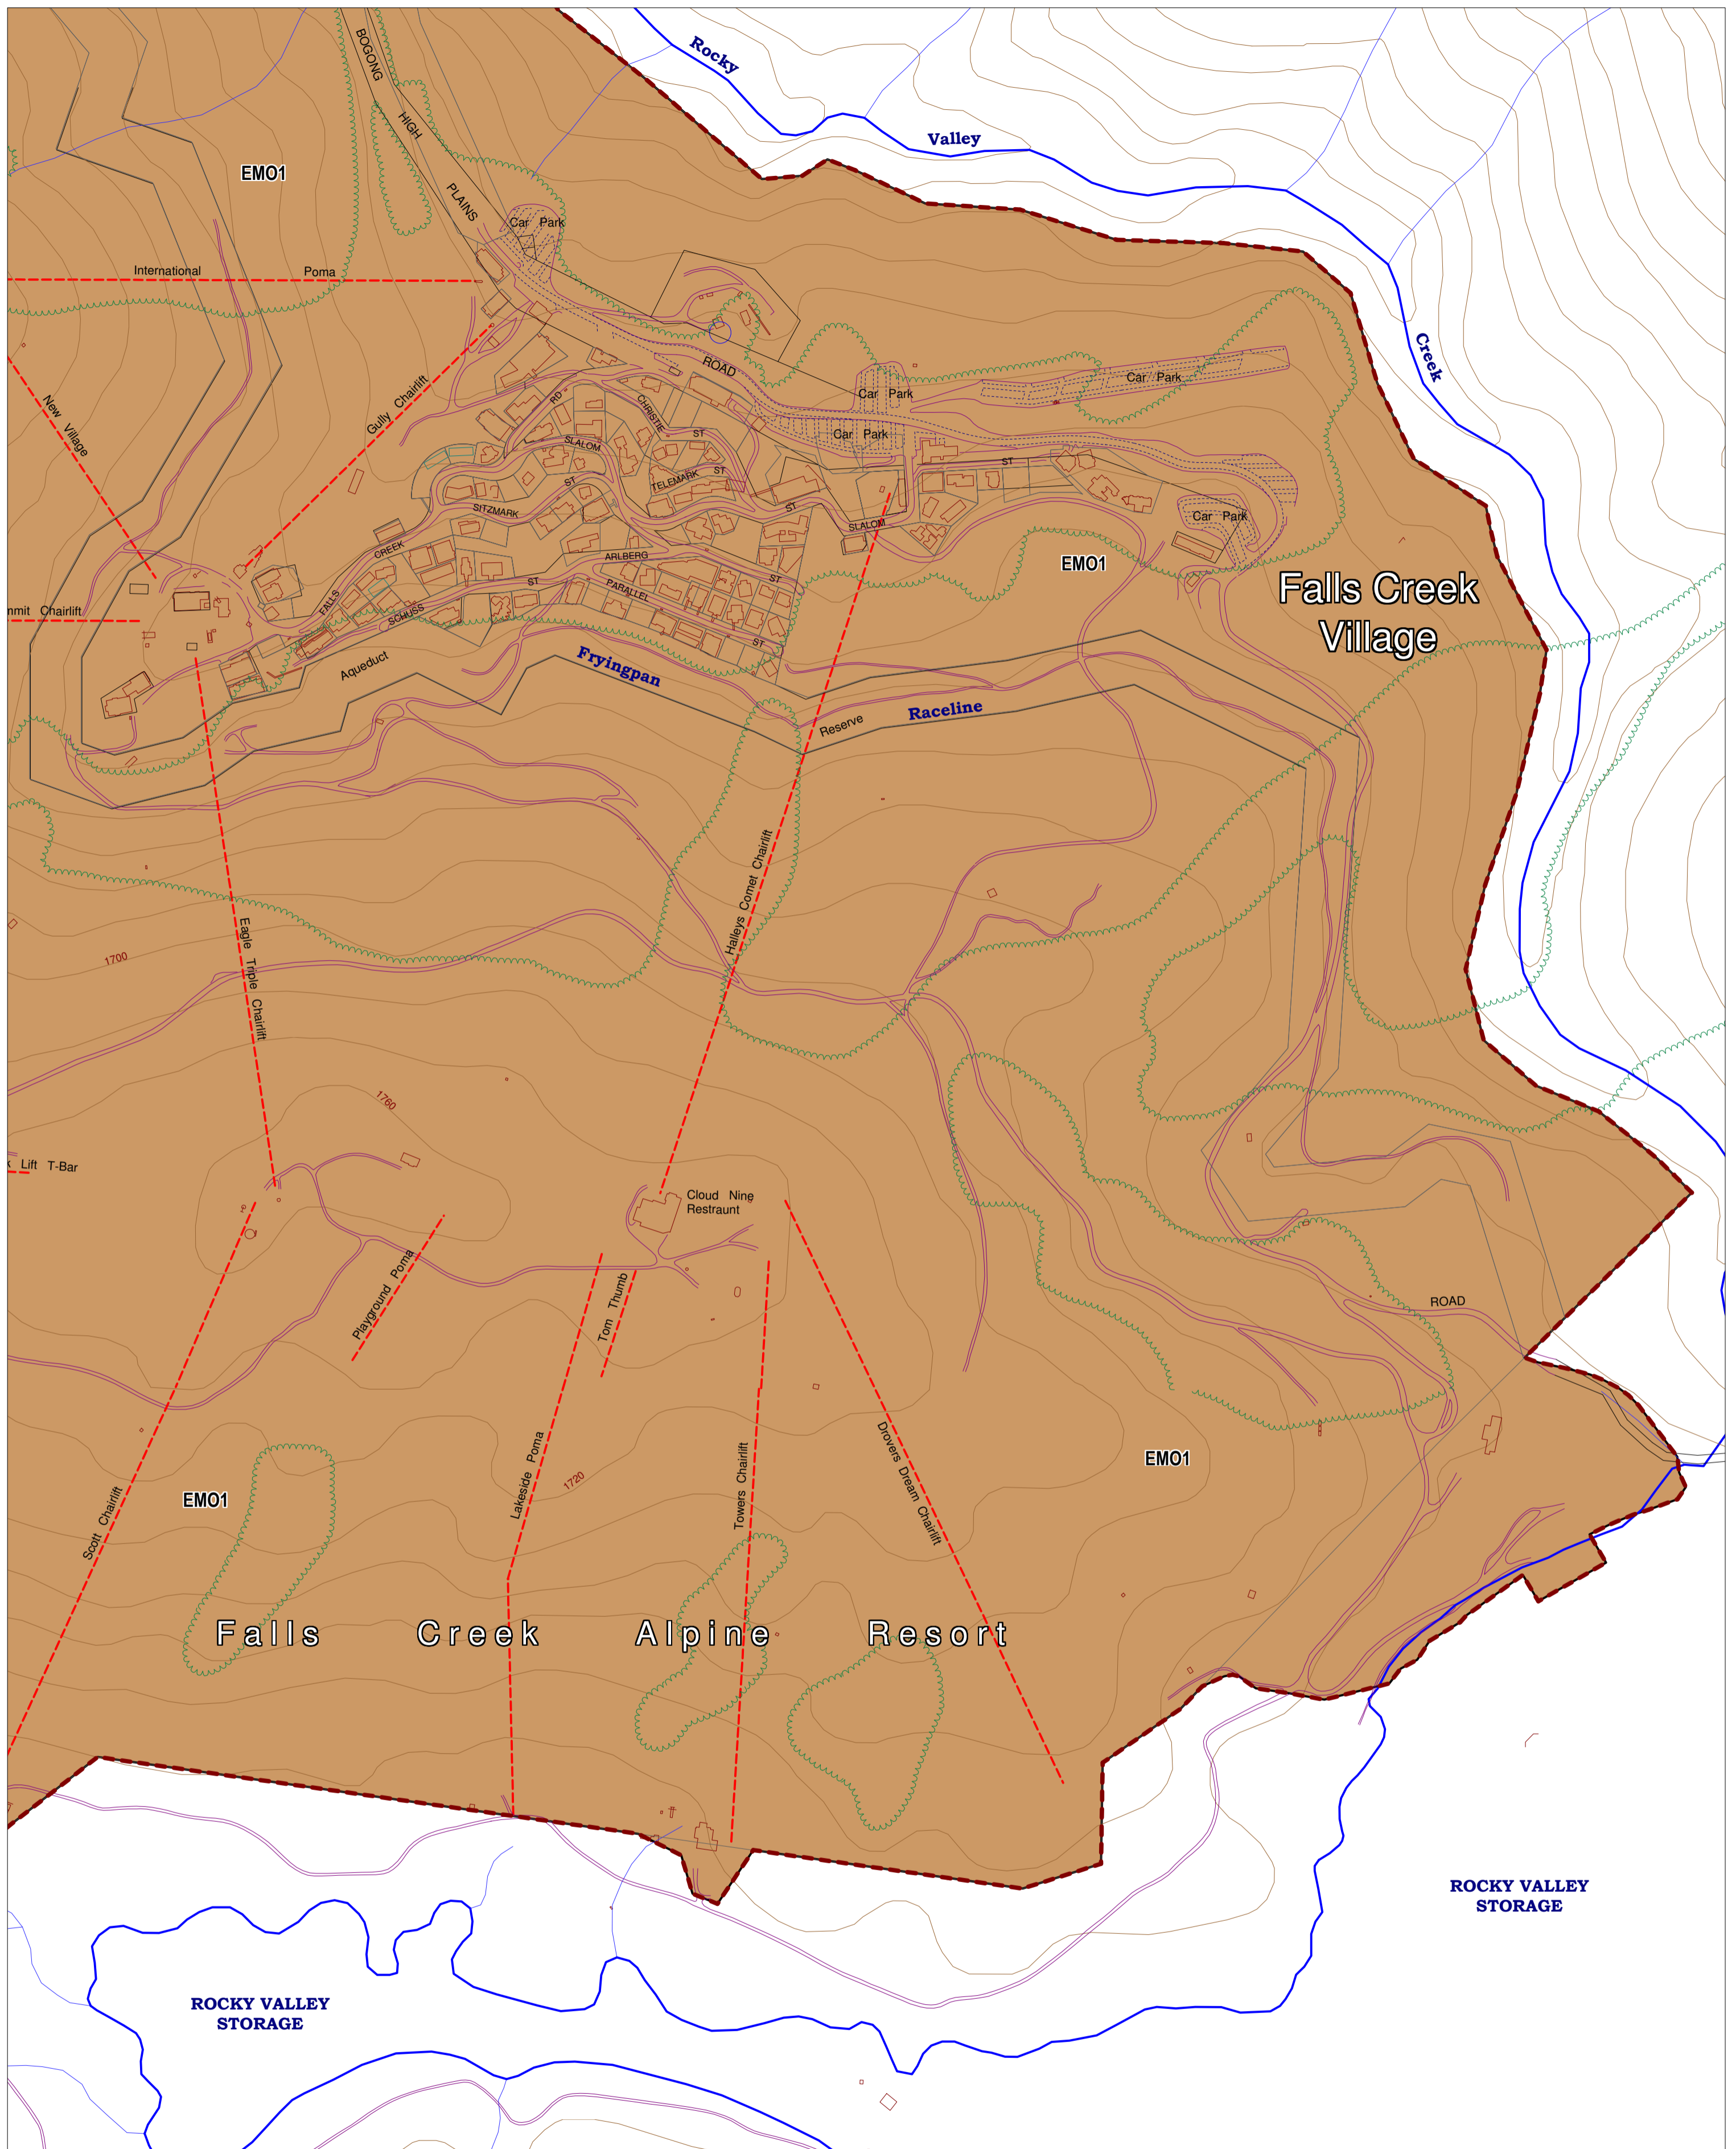 Rocky
BOGONG
HIGH
PLAINS
Valley
EMO1
Car Park
International Poma
Creek
ROAD
Car Park
Car Park
Car Park
New Village
Gully Chairlift
RD
CHRISTIE
ST
SLALOM
ST
TELEMARK ST
ST
SITZMARK
ST
SLALOM
Car Park
CREEK
ARLBERG
ST
EMO1
Falls Creek
Village
ST
PARALLEL
ST
FALLS
SCHUSS
mmit Chairlift
Aqueduct
Fryingpan
Reserve
Raceline
Halleys Comet Chairlift
Eagle Triple Chairlift
1700
1760
Lift T-Bar
Cloud Nine
Restraunt
Playground Poma
Tom Thumb
ROAD
Scott Chairlift
Lakeside Poma
1720
Towers Chairlift
Drovers Dream Chairlift
EMO1
EMO1
Falls Creek Alpine Resort
ROCKY VALLEY
STORAGE
ROCKY VALLEY
STORAGE